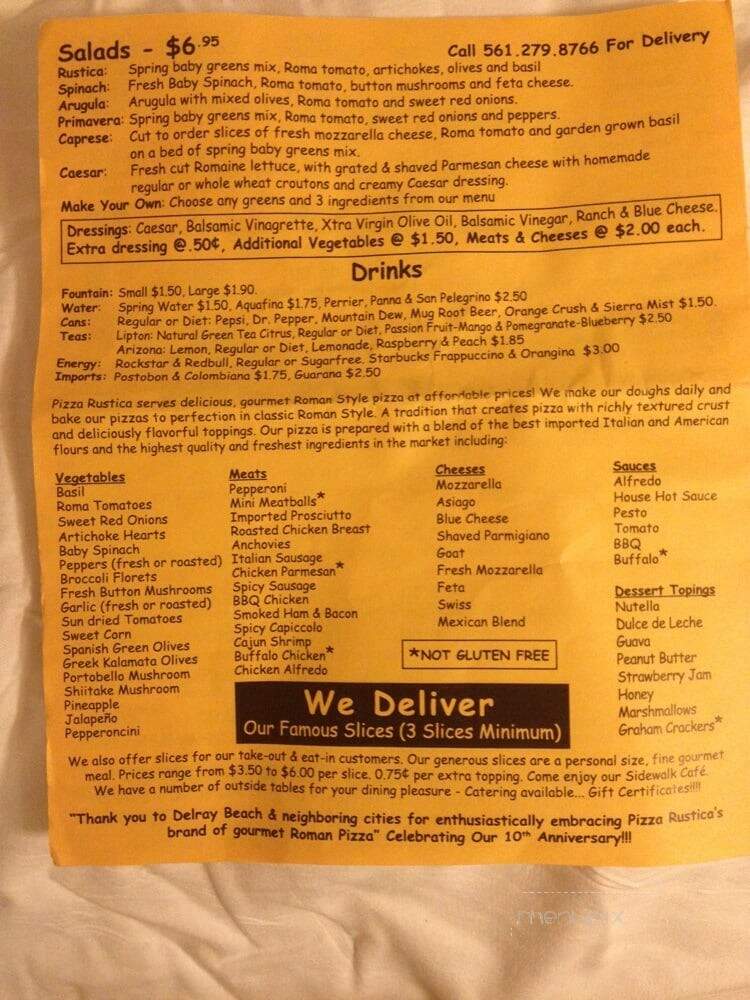 Salads - $6.95
Call 561.279.8766 For Delivery
Rustica: Spring baby greens mix, Roma tomato, artichokes, olives and basil
Spinach: Fresh Baby Spinach, Roma tomato, button mushrooms and feta cheese.
Arugula: Arugula with mixed olives, Roma tomato and sweet red onions.
Primavera: Spring baby greens mix, Roma tomato, sweet red onions and peppers.
Caprese: Cut to order slices of fresh mozzarella cheese, Roma tomato and garden grown basil
on a bed of spring baby greens mix.
Caesar: Fresh cut Romaine lettuce, with grated & shaved Parmesan cheese with homemade
regular or whole wheat croutons and creamy Caesar dressing.
Make Your Own: Choose any greens and 3 ingredients from our menu
Dressings: Caesar, Balsamic Vinagrette, Xtra Virgin Olive Oil, Balsamic Vinegar, Ranch & Blue Cheese.
Extra dressing @.50¢, Additional Vegetables @ $1.50, Meats & Cheeses @ $2.00 each.
Drinks
Fountain: Small $1.50, Large $1.90.
Water: Spring Water $1.50, Aquafina $1.75, Perrier, Panna & San Pelegrino $2.50
Cans: Regular or Diet: Pepsi, Dr. Pepper, Mountain Dew, Mug Root Beer, Orange Crush & Sierra Mist $1.50.
Teas: Lipton: Natural Green Tea Citrus, Regular or Diet, Passion Fruit-Mango & Pomegranate-Blueberry $2.50
Arizona: Lemon, Regular or Diet, Lemonade, Raspberry & Peach $1.85
Energy: Rockstar & Redbull, Regular or Sugarfree. Starbucks Frappuccino & Orangina $3.00
Imports: Postobon & Colombiana $1.75, Guarana $2.50
Pizza Rustica serves delicious, gourmet Roman Style pizza at affordable prices! We make our doughs daily and
bake our pizzas to perfection in classic Roman Style. A tradition that creates pizza with richly textured crust
and deliciously flavorful toppings. Our pizza is prepared with a blend of the best imported Italian and American
flours and the highest quality and freshest ingredients in the market including:
Vegetables
Basil
Roma Tomatoes
Sweet Red Onions
Artichoke Hearts
Baby Spinach
Peppers (fresh or roasted)
Broccoli Florets
Fresh Button Mushrooms
Garlic (fresh or roasted)
Sun dried Tomatoes
Sweet Corn
Spanish Green Olives
Greek Kalamata Olives
Portobello Mushroom
Shiitake Mushroom
Pineapple
Jalapeño
Pepperoncini
Meats
Pepperoni
Mini Meatballs*
Imported Prosciutto
Roasted Chicken Breast
Anchovies
Italian Sausage
Chicken Parmesan*
Spicy Sausage
BBQ Chicken
Smoked Ham & Bacon
Spicy Capiccolo
Cajun Shrimp
Buffalo Chicken*
Chicken Alfredo
Cheeses
Mozzarella
Asiago
Blue Cheese
Shaved Parmigiano
Goat
Fresh Mozzarella
Feta
Swiss
Mexican Blend
*NOT GLUTEN FREE
Sauces
Alfredo
House Hot Sauce
Pesto
Tomato
BBQ
Buffalo*
Dessert Topings
Nutella
Dulce de Leche
Guava
Peanut Butter
Strawberry Jam
Honey
Marshmallows
Graham Crackers*
We Deliver
Our Famous Slices (3 Slices Minimum)
We also offer slices for our take-out & eat-in customers. Our generous slices are a personal size, fine gourmet
meal. Prices range from $3.50 to $6.00 per slice. 0.75¢ per extra topping. Come enjoy our Sidewalk Café.
We have a number of outside tables for your dining pleasure - Catering available... Gift Certificates!!!!
"Thank you to Delray Beach & neighboring cities for enthusiastically embracing Pizza Rustica's
brand of gourmet Roman Pizza" Celebrating Our 10th Anniversary!!!
menupix